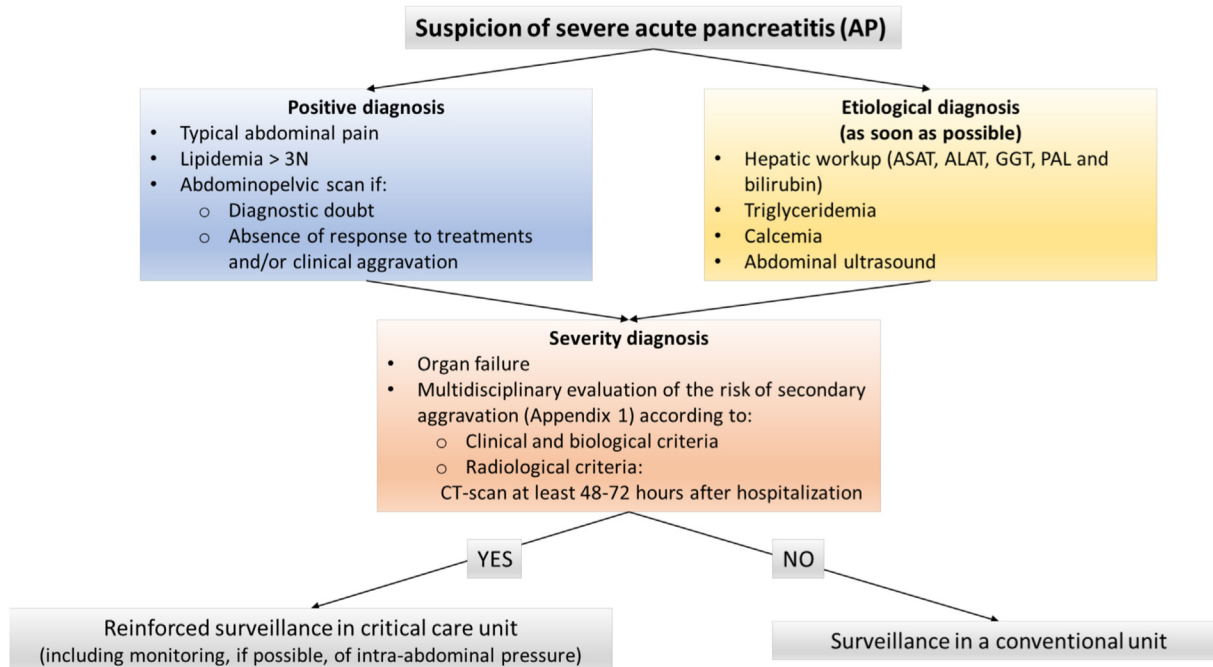 Suspicion of severe acute pancreatitis (AP)
Positive diagnosis
• Typical abdominal pain
• Lipidemia > 3N
• Abdominopelvic scan if:
o Diagnostic doubt
o Absence of response to treatments
and/or clinical aggravation
Etiological diagnosis
(as soon as possible)
• Hepatic workup (ASAT, ALAT, GGT, PAL and
bilirubin)
• Triglyceridemia
• Calcemia
• Abdominal ultrasound
Severity diagnosis
• Organ failure
• Multidisciplinary evaluation of the risk of secondary
aggravation (Appendix 1) according to:
o Clinical and biological criteria
o Radiological criteria:
CT-scan at least 48-72 hours after hospitalization
YES
NO
Reinforced surveillance in critical care unit
(including monitoring, if possible, of intra-abdominal pressure)
Surveillance in a conventional unit